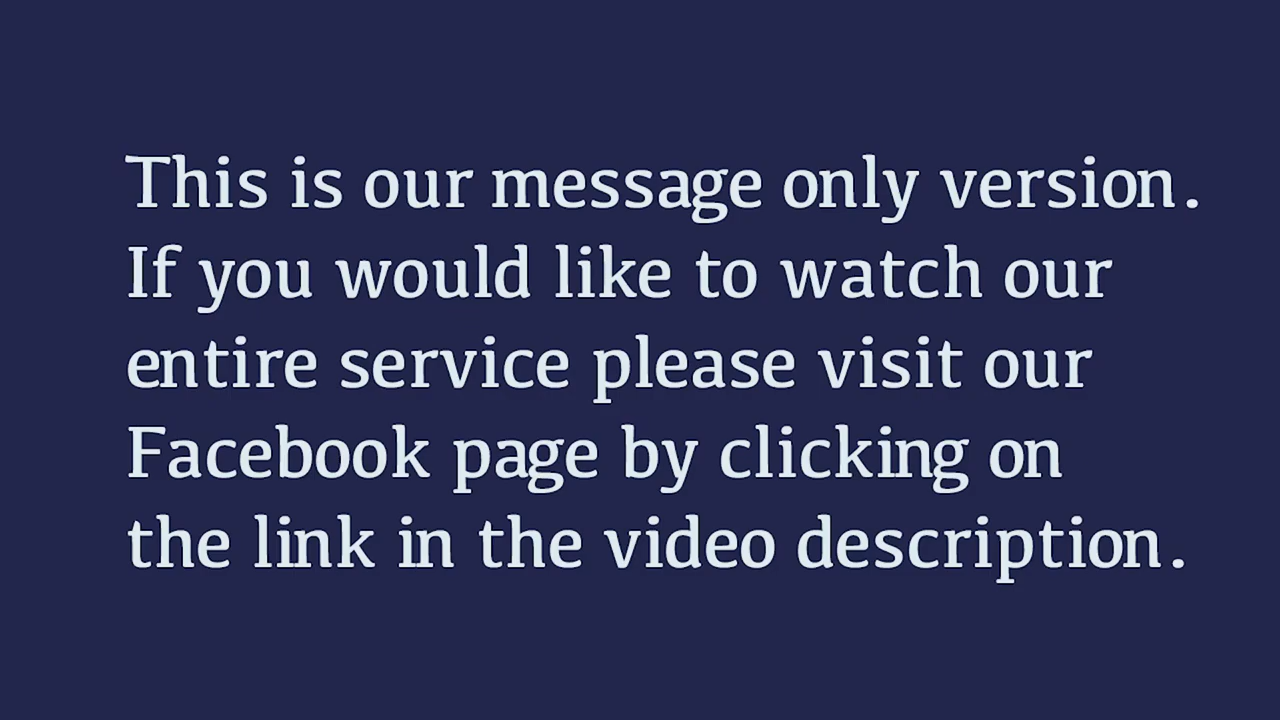 This is our message only version.
If you would like to watch our
entire service please visit our
Facebook page by clicking on
the link in the video description.